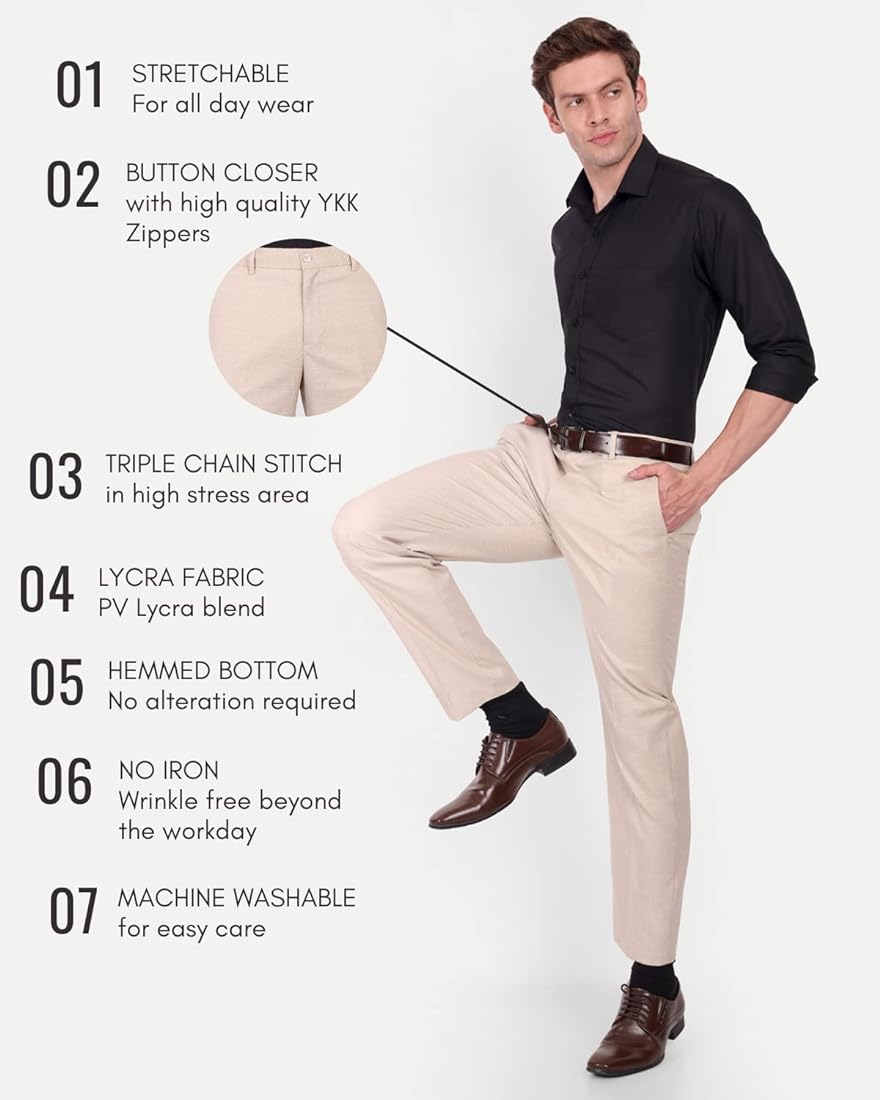 01 STRETCHABLE
For all day wear
02 BUTTON CLOSER
with high quality YKK
Zippers
03 TRIPLE CHAIN STITCH
in high stress area
04 LYCRA FABRIC
PV Lycra blend
05 HEMMED BOTTOM
No alteration required
06 NO IRON
Wrinkle free beyond
the workday
07 MACHINE WASHABLE
for easy care